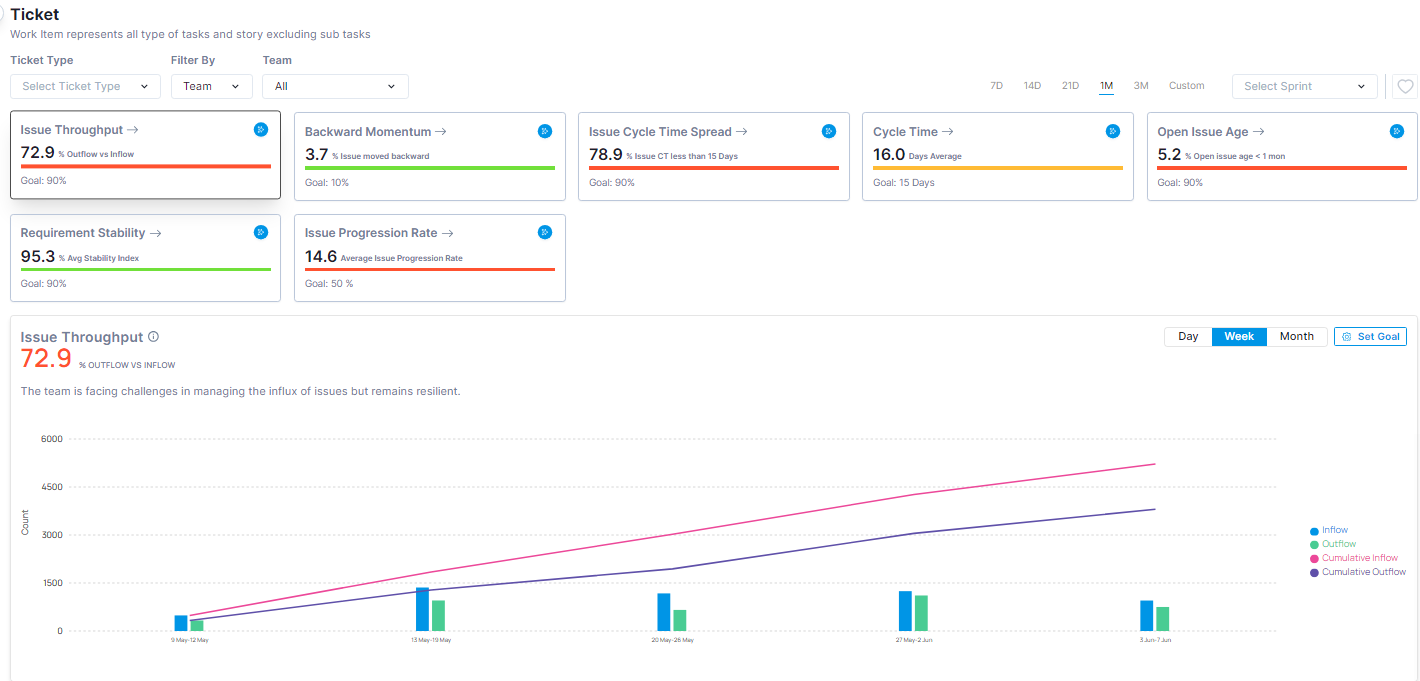 Ticket
Work Item represents all type of tasks and story excluding sub tasks
Ticket Type
Filter By
Team
Select Ticket Type
Team
All
7D
14D
21D
1M
3M
Custom
Select Sprint
Issue Throughput →
72.9 % Outflow vs Inflow
Goal: 90%
Backward Momentum →
3.7 % Issue moved backward
Goal: 10%
Issue Cycle Time Spread →
78.9 % Issue CT less than 15 Days
Goal: 90%
Cycle Time →
16.0 Days Average
Goal: 15 Days
Open Issue Age →
5.2 % Open issue age < 1 mon
Goal: 90%
Requirement Stability →
95.3 % Avg Stability Index
Goal: 90%
Issue Progression Rate →
14.6 Average Issue Progression Rate
Goal: 50 %
Issue Throughput
72.9 % OUTFLOW VS INFLOW
Day
Week
Month
Set Goal
The team is facing challenges in managing the influx of issues but remains resilient.
6000
4500
3000
1500
0
Count
9 May-12 May
13 May-19 May
20 May-26 May
27 May-2 Jun
3 Jun-7 Jun
Inflow
Outflow
Cumulative Inflow
Cumulative Outflow